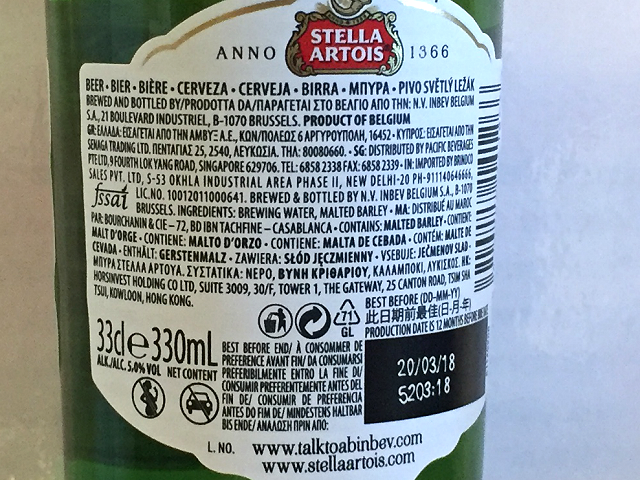 STELLA
ANNO ARTOIS 1366
BEER • BIER • BIÈRE • CERVEZA • CERVEJA • BIRRA • ΜΠΥΡΑ • PIVO SVĚTLÝ LEŽÁK
BREWED AND BOTTLED BY/PRODOTTA DA/ΠΑΡΑΓΕΤΑΙ ΣΤΟ ΒΕΛΓΙΟ ΑΠΟ ΤΗΝ: N.V. INBEV BELGIUM
S.A., 21 BOULEVARD INDUSTRIEL, B-1070 BRUSSELS. PRODUCT OF BELGIUM
GR: ΕΛΛΑΔΑ: ΕΙΣΑΓΕΤΑΙ ΑΠΟ ΤΗΝ ΑΜΒΥΞ Α.Ε., ΚΩΝ/ΠΟΛΕΩΣ 6 ΑΡΓΥΡΟΥΠΟΛΗ, 16452 • ΚΥΠΡΟΣ: ΕΙΣΑΓΕΤΑΙ ΑΠΟ ΤΗΝ
SENAGA TRADING LTD. ΠΕΝΤΑΓΙΑΣ 25, 2540, ΛΕΥΚΩΣΙΑ. ΤΗΛ: 80080660. • SG: DISTRIBUTED BY PACIFIC BEVERAGES
PTE LTD, 9 FOURTH LOK YANG ROAD, SINGAPORE 629706. TEL: 6858 2338 FAX: 6858 2339 • IN: IMPORTED BY BRINDCO
SALES PVT. LTD, S-53 OKHLA INDUSTRIAL AREA PHASE II, NEW DELHI-20 PH-911140646666,
fssai LIC.NO. 10012011000641. BREWED & BOTTLED BY N.V. INBEV BELGIUM S.A., B-1070
BRUSSELS. INGREDIENTS: BREWING WATER, MALTED BARLEY • MA: DISTRIBUÉ AU MAROC
PAR: BOURCHANIN & CIE – 72, BD IBN TACHFINE – CASABLANCA • CONTAINS: MALTED BARLEY • CONTIENT:
MALT D'ORGE • CONTIENE: MALTO D'ORZO • CONTIENE: MALTA DE CEBADA • CONTÉM: MALTE DE
CEVADA • ENTHÄLT: GERSTENMALZ • ZAWIERA: SŁÓD JĘCZMIENNY • VSEBUJE: JEČMENOV SLAD •
ΜΠΥΡΑ ΣΤΕΛΛΑ ΑΡΤΟΥΑ. ΣΥΣΤΑΤΙΚΑ: ΝΕΡΟ, ΒΥΝΗ ΚΡΙΘΑΡΙΟΥ, ΚΑΛΑΜΠΟΚΙ, ΛΥΚΙΣΚΟΣ. HK:
HORSINVEST HOLDING CO LTD, SUITE 3009, 30/F, TOWER 1, THE GATEWAY, 25 CANTON ROAD, TSIM SHA
TSUI, KOWLOON, HONG KONG.
33cl e 330mL
ALK./ALC. 5.0% VOL NET CONTENT
71
GL
BEST BEFORE (DD-MM-YY)
此日期前最佳(日-月-年)
PRODUCTION DATE IS 12 MONTHS BEFORE
20/03/18
5203:18
BEST BEFORE END/ À CONSOMMER DE
PREFERENCE AVANT FIN/ DA CONSUMARSI
PREFERIBILMENTE ENTRO LA FINE DI/
CONSUMIR PREFERENTEMENTE ANTES DEL
FIN DE/ CONSUMIR DE PREFERENCIA
ANTES DO FIM DE/ MINDESTENS HALTBAR
BIS ENDE/ ΑΝΑΛΩΣΗ ΠΡΙΝ ΑΠΟ:
L. NO. www.talktoabinbev.com
www.stellaartois.com